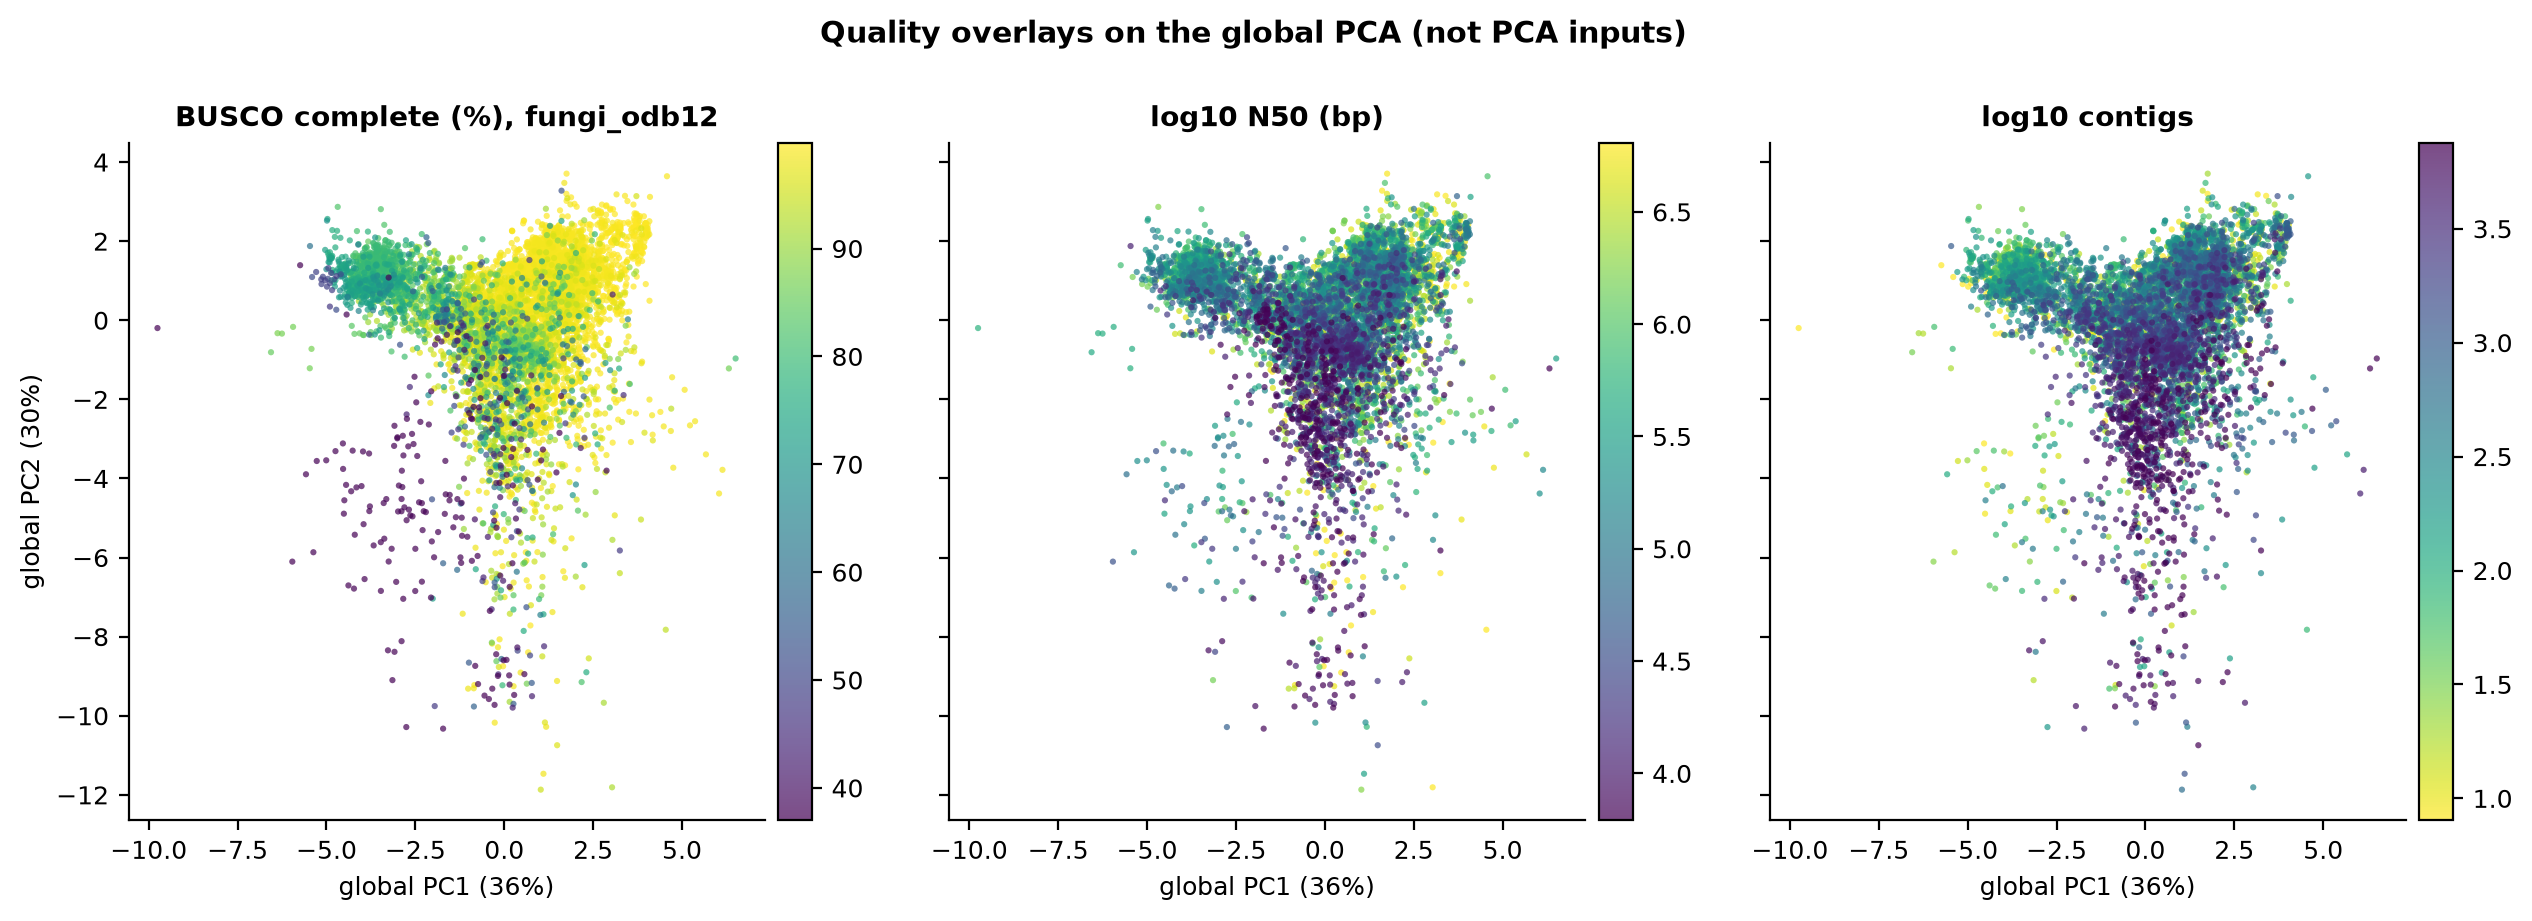 Quality overlays on the global PCA (not PCA inputs)
BUSCO complete (%), fungi_odb12
log10 N50 (bp)
log10 contigs
global PC2 (30%)
4
2
0
−2
−4
−6
−8
−10
−12
−10.0 −7.5 −5.0 −2.5 0.0 2.5 5.0
global PC1 (36%)
90
80
70
60
50
40
−10.0 −7.5 −5.0 −2.5 0.0 2.5 5.0
global PC1 (36%)
6.5
6.0
5.5
5.0
4.5
4.0
−10.0 −7.5 −5.0 −2.5 0.0 2.5 5.0
global PC1 (36%)
3.5
3.0
2.5
2.0
1.5
1.0